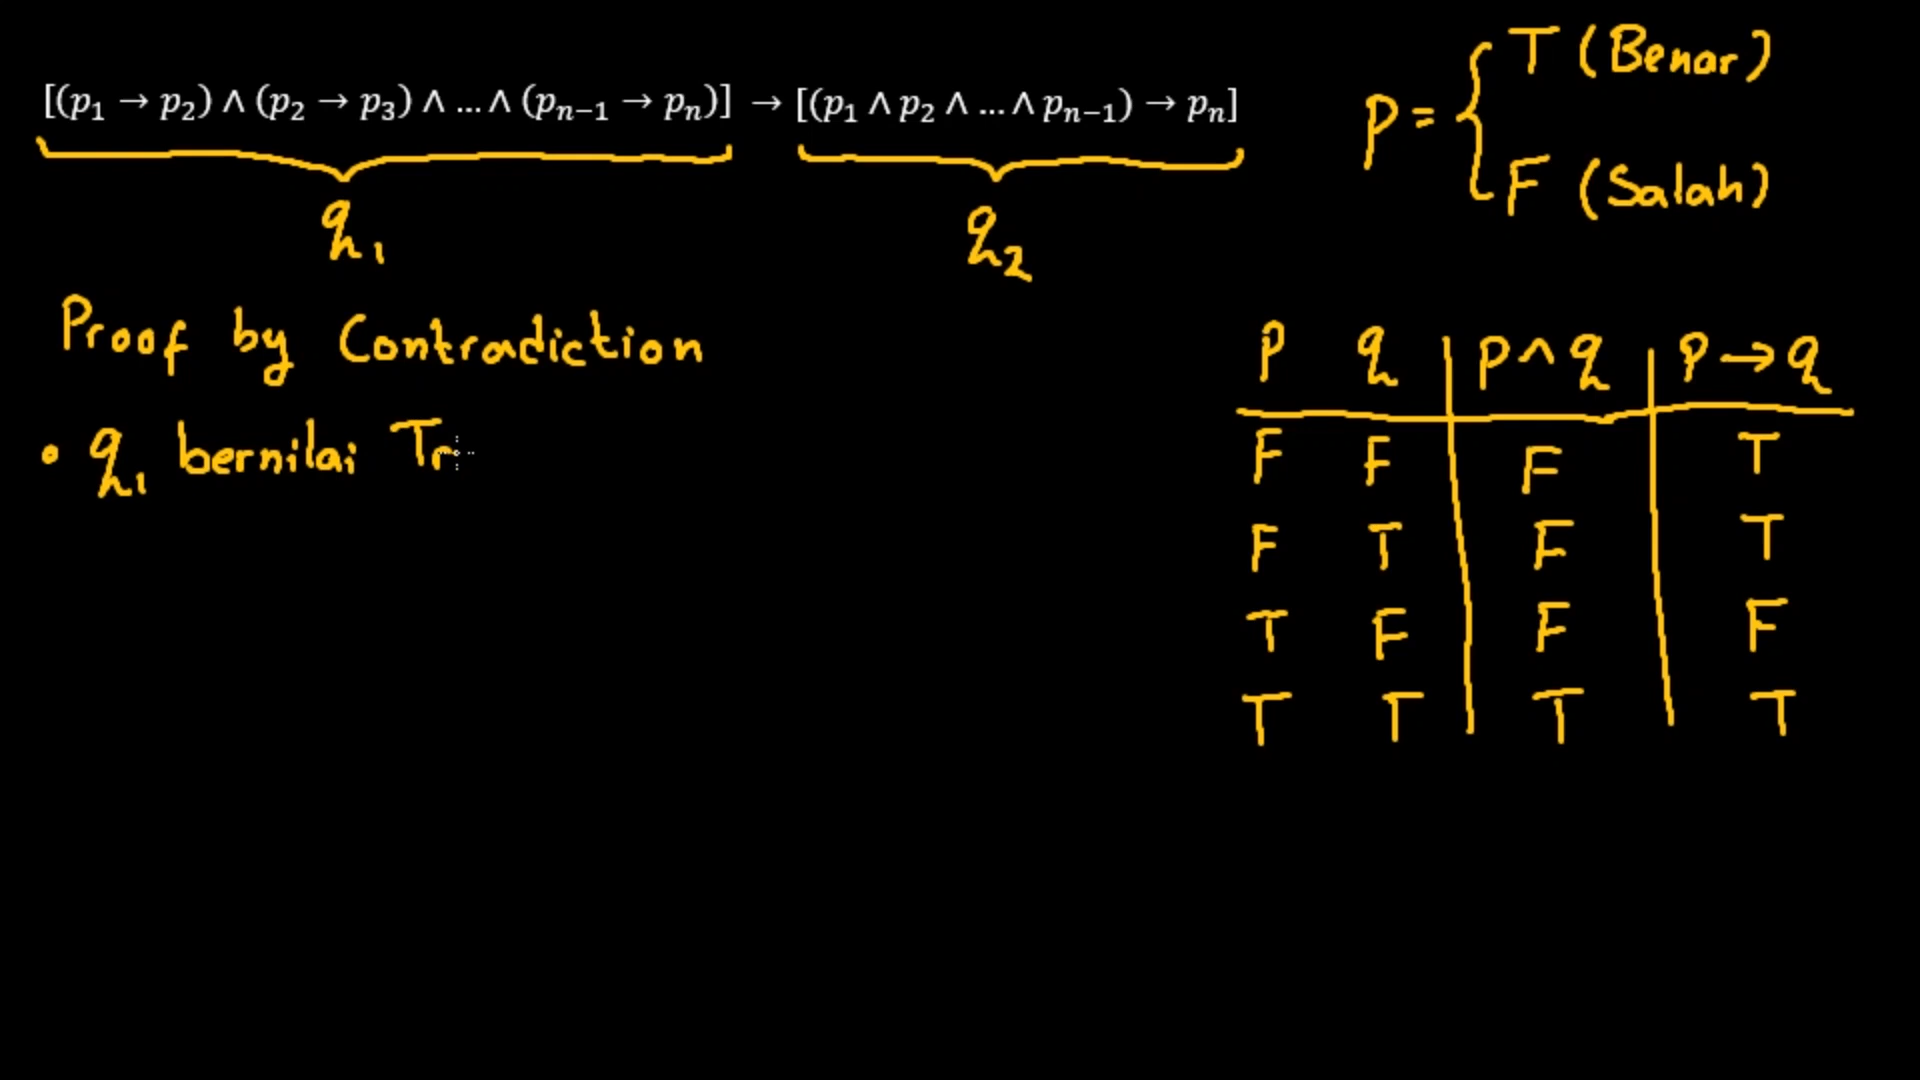 [(p₁ → p₂) ∧ (p₂ → p₃) ∧ ... ∧ (pₙ₋₁ → pₙ)] → [(p₁ ∧ p₂ ∧ ... ∧ pₙ₋₁) → pₙ]
q₁ q₂
p = { T (Benar)
F (Salah)
Proof by Contradiction
• q₁ bernilai Tr
p q p ∧ q p → q
F F F T
F T F T
T F F F
T T T T